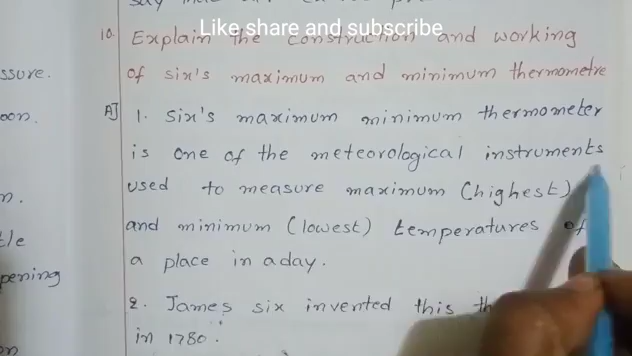 Like share and subscribe
10. Explain the construction and working
of six's maximum and minimum thermometre
A] 1. Six's maximum minimum thermometer
is one of the meteorological instruments
used to measure maximum (highest)
and minimum (lowest) temperatures of
a place in a day.
2. James six invented this
in 1780.
ssure.
oon.
n.
tle
pening
on